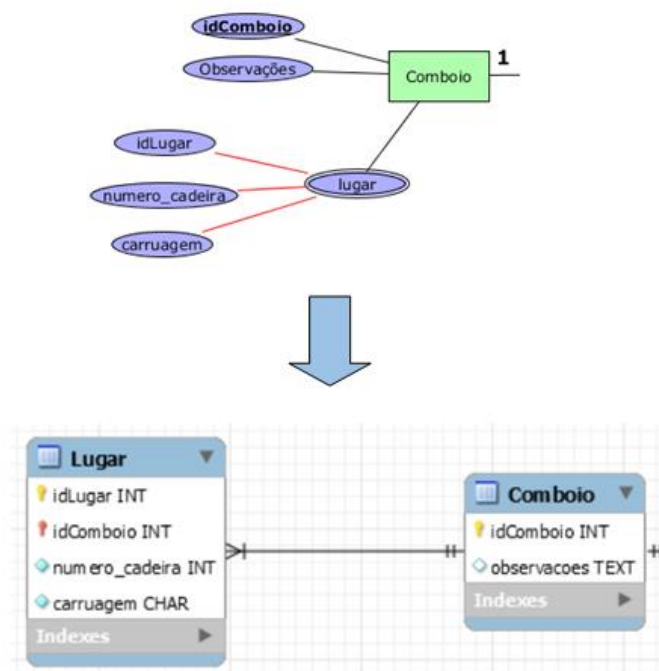 idComboio
1
Observações
Comboio
idLugar
lugar
numero_cadeira
carruagem
Lugar
idLugar INT
idComboio INT
numero_cadeira INT
carruagem CHAR
Indexes
Comboio
idComboio INT
observacoes TEXT
Indexes